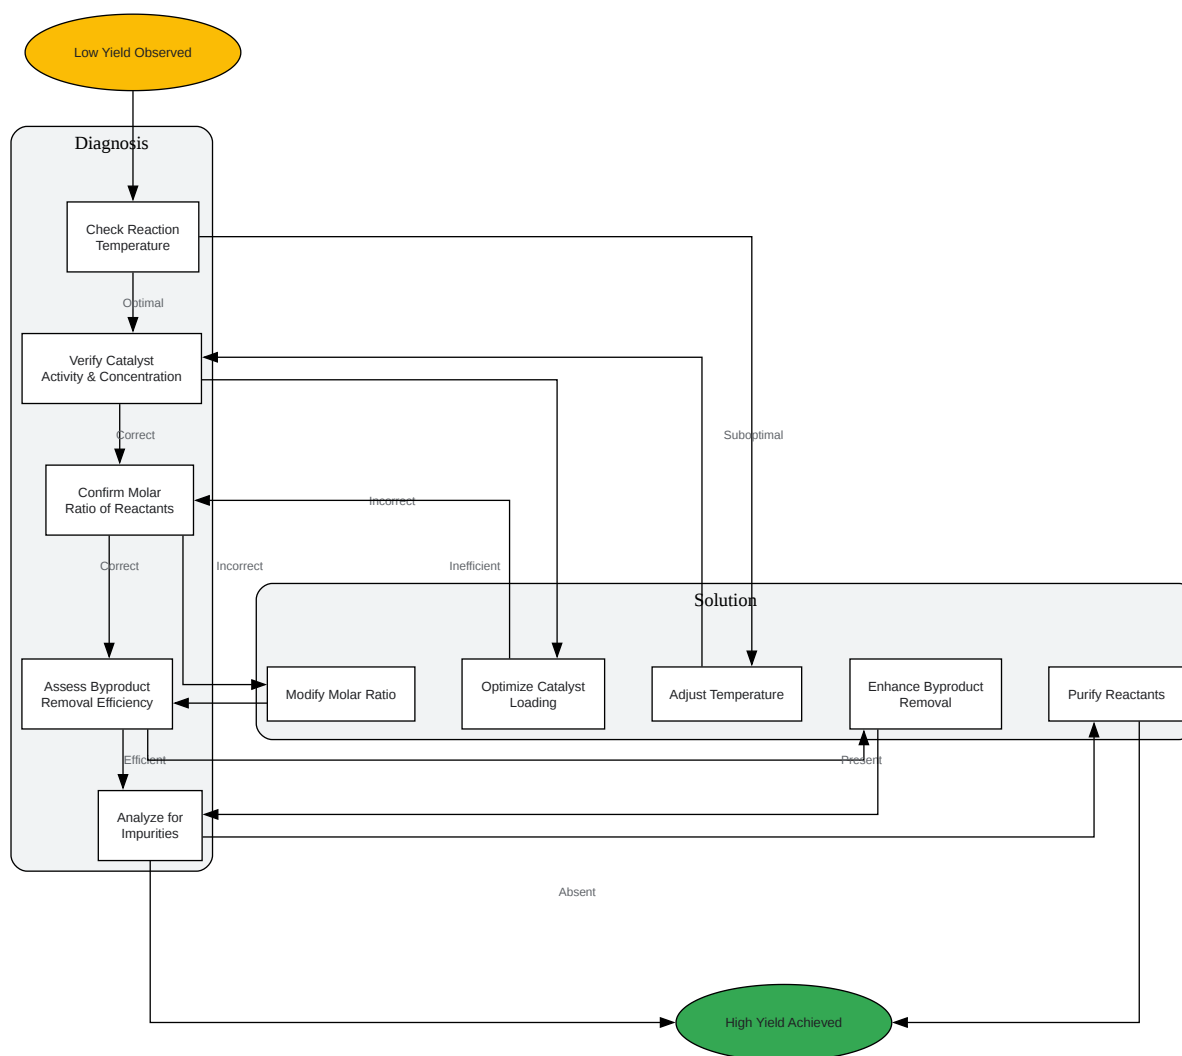 Low Yield Observed
Diagnosis
Check Reaction
Temperature
Optimal
Verify Catalyst
Activity & Concentration
Correct
Suboptimal
Confirm Molar
Ratio of Reactants
Incorrect
Correct
Incorrect
Inefficient
Solution
Assess Byproduct
Removal Efficiency
Modify Molar Ratio
Optimize Catalyst
Loading
Adjust Temperature
Enhance Byproduct
Removal
Purify Reactants
Efficient
Present
Analyze for
Impurities
Absent
High Yield Achieved